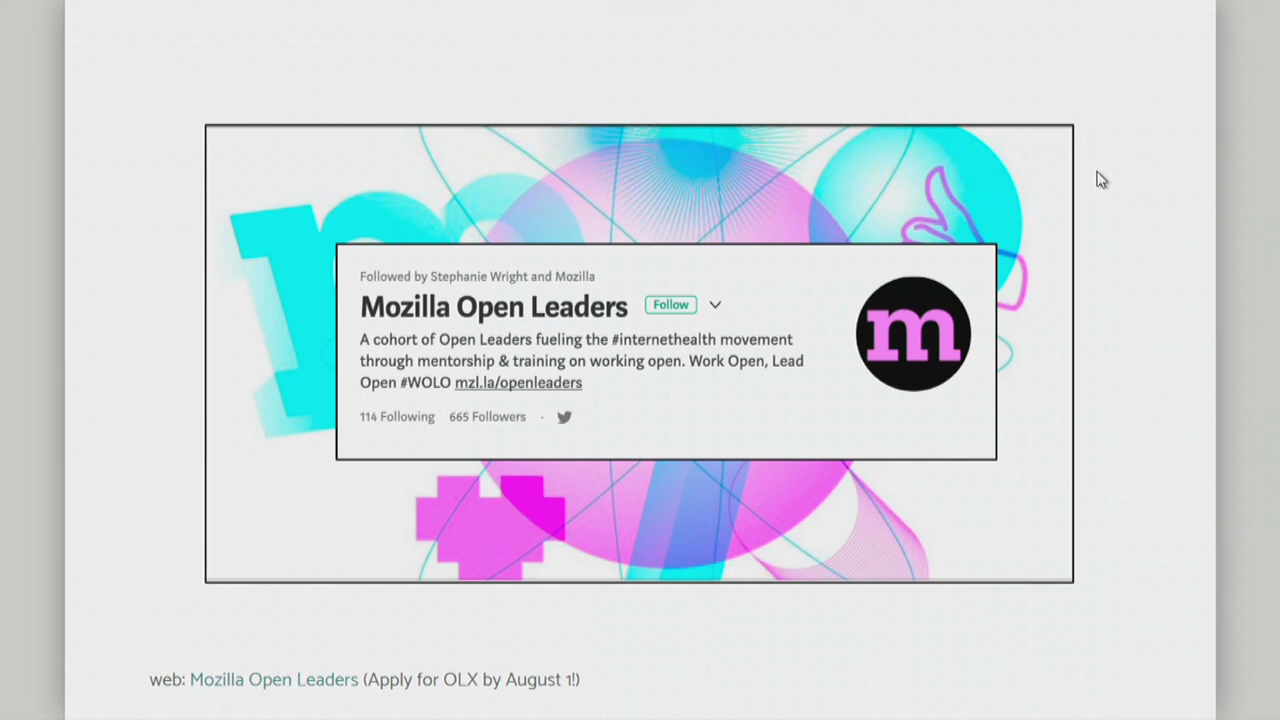 Followed by Stephanie Wright and Mozilla
Mozilla Open Leaders Follow
A cohort of Open Leaders fueling the #internethealth movement
through mentorship & training on working open. Work Open, Lead
Open #WOLO mzl.la/openleaders
114 Following 665 Followers ·
m
web: Mozilla Open Leaders (Apply for OLX by August 1!)